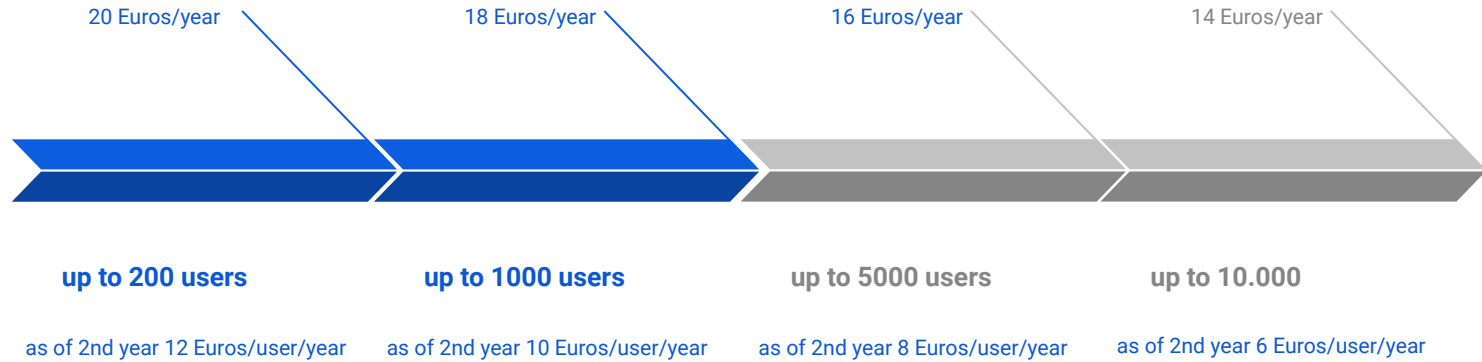 20 Euros/year
18 Euros/year
16 Euros/year
14 Euros/year
up to 200 users
up to 1000 users
up to 5000 users
up to 10.000
as of 2nd year 12 Euros/user/year
as of 2nd year 10 Euros/user/year
as of 2nd year 8 Euros/user/year
as of 2nd year 6 Euros/user/year